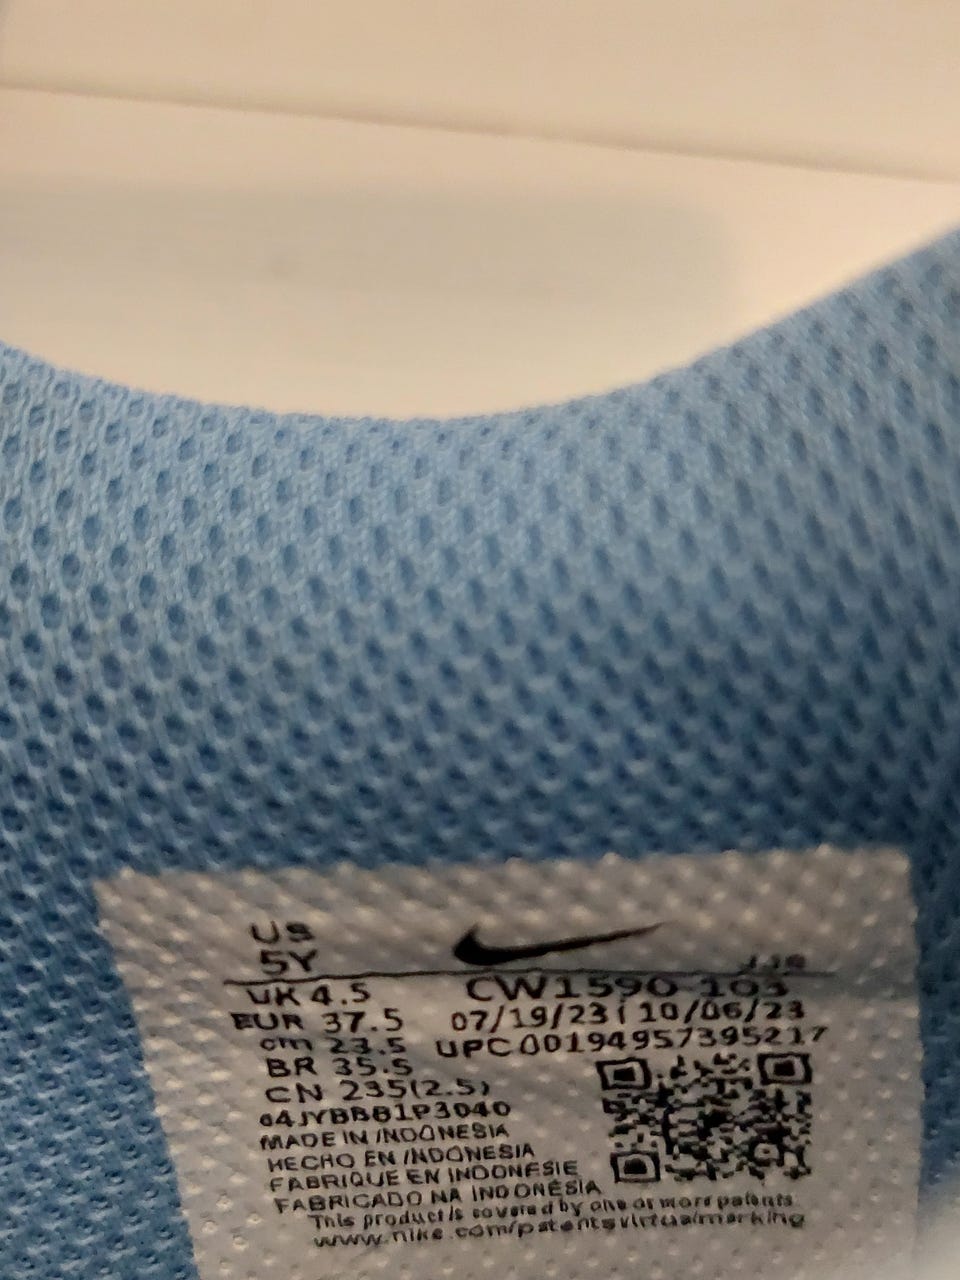 US
5Y
UK 4.5
EUR 37.5
cm 23.5
BR 35.5
CN 235(2.5)
CW1590 103
07/19/23 | 10/06/23
UPC 00194957395217
MADE IN INDONESIA
HECHO EN INDONESIA
FABRIQUE EN INDONESIE
FABRICADO NA INDONÉSIA
This product is covered by one or more patents
www.nike.com/patentsvirtualmarking